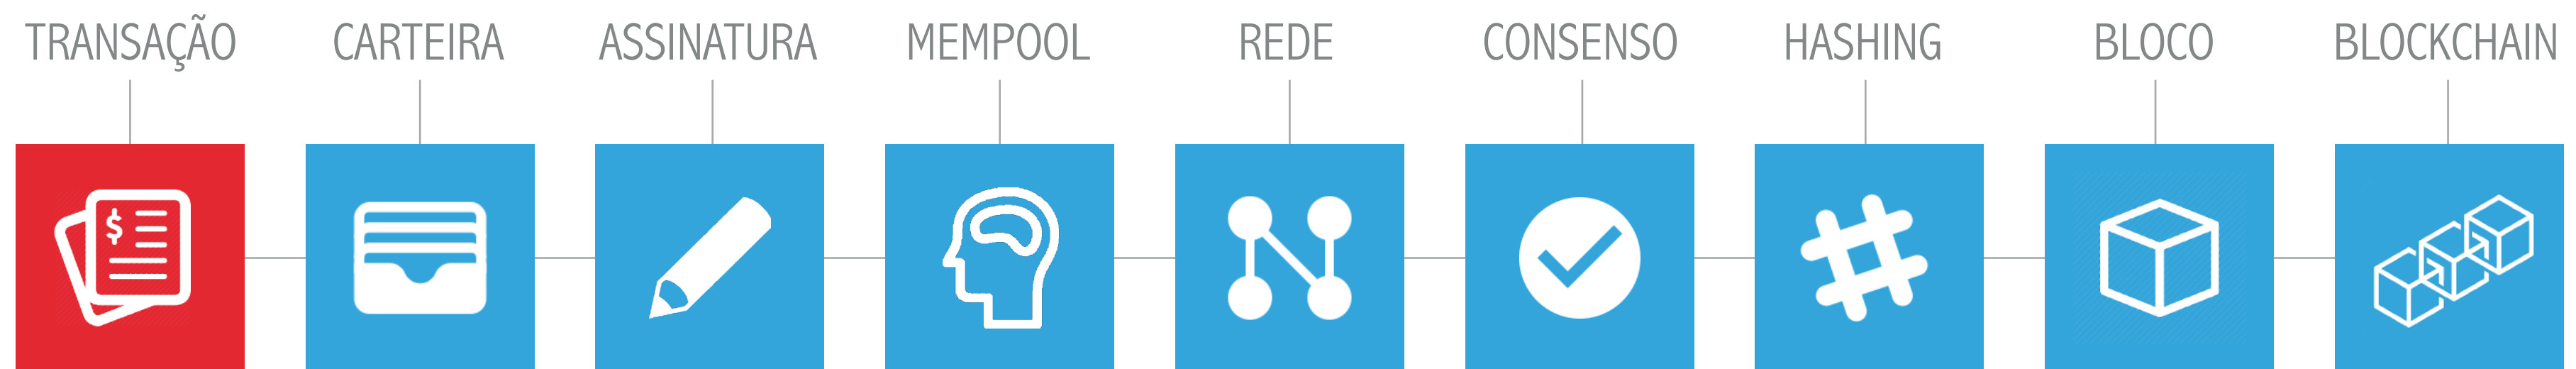 TRANSAÇÃO CARTEIRA ASSINATURA MEMPOOL REDE CONSENSO HASHING BLOCO BLOCKCHAIN
$